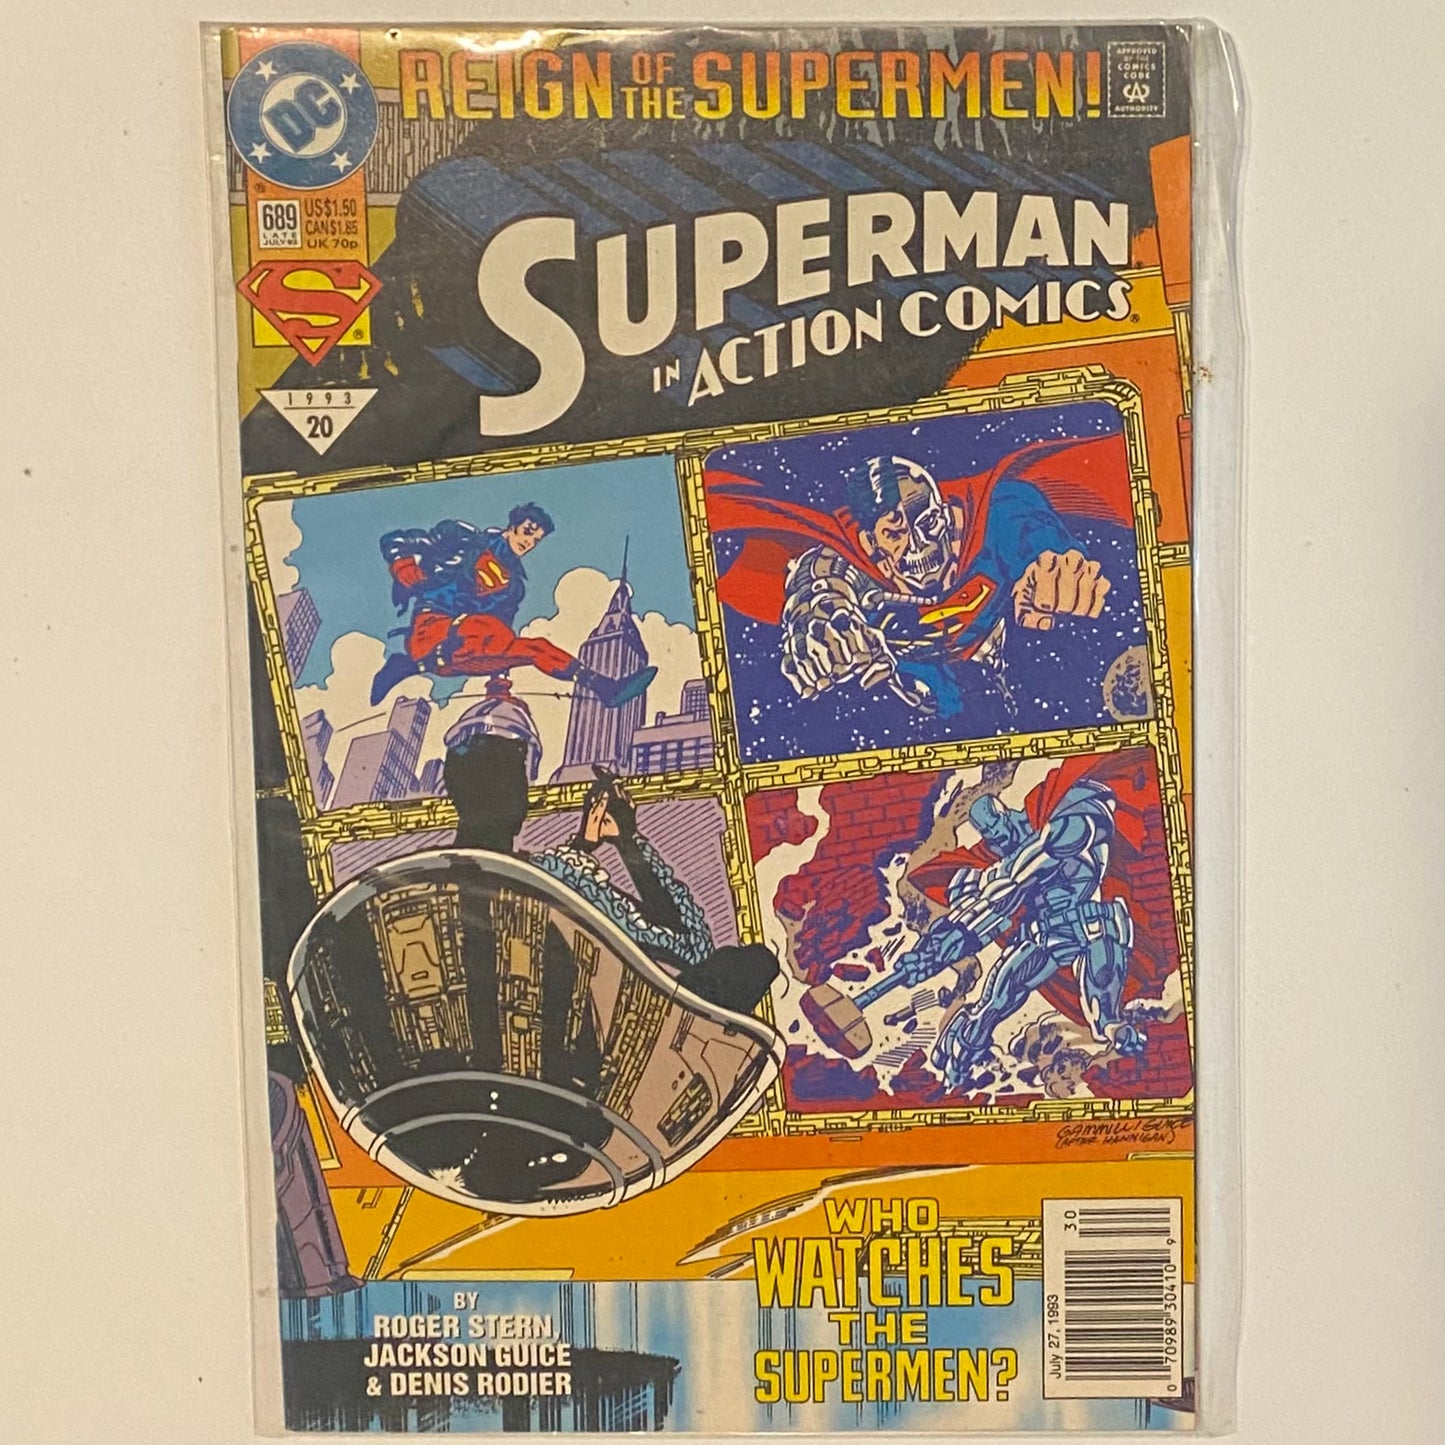 REIGN OF THE SUPERMEN!
APPROVED
BY THE
COMICS
CODE
CA
AUTHORITY
DC
®
689
LATE
JULY 93
US$1.50
CAN$1.85
UK 70p
SUPERMAN
IN ACTION COMICS®
S
®
1993
20
GAMMILL/GUICE
(AFTER HANNIGAN)
WHO
WATCHES
THE
SUPERMEN?
BY
ROGER STERN,
JACKSON GUICE
& DENIS RODIER
30
July 27, 1993
0 70989 30410 9